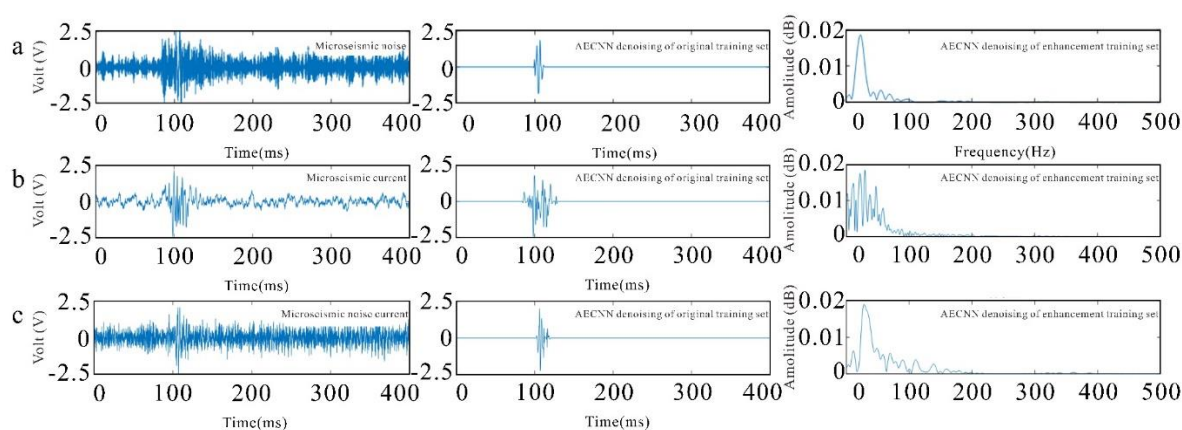 a
Volt (V)
2.5
0
-2.5
Microseismic noise
0 100 200 300 400
Time(ms)
2.5
0
-2.5
AECNN denoising of original training set
0 100 200 300 400
Time(ms)
Amolitude (dB)
0.02
0.01
0
AECNN denoising of enhancement training set
0 100 200 300 400 500
Frequency(Hz)
b
Volt (V)
2.5
0
-2.5
Microseismic current
0 100 200 300 400
Time(ms)
2.5
0
-2.5
AECNN denoising of original training set
0 100 200 300 400
Time(ms)
Amolitude (dB)
0.02
0.01
0
AECNN denoising of enhancement training set
0 100 200 300 400 500
c
Volt (V)
2.5
0
-2.5
Microseismic noise current
0 100 200 300 400
Time(ms)
2.5
0
-2.5
AECNN denoising of original training set
0 100 200 300 400
Time(ms)
Amolitude (dB)
0.02
0.01
0
AECNN denoising of enhancement training set
0 100 200 300 400 500